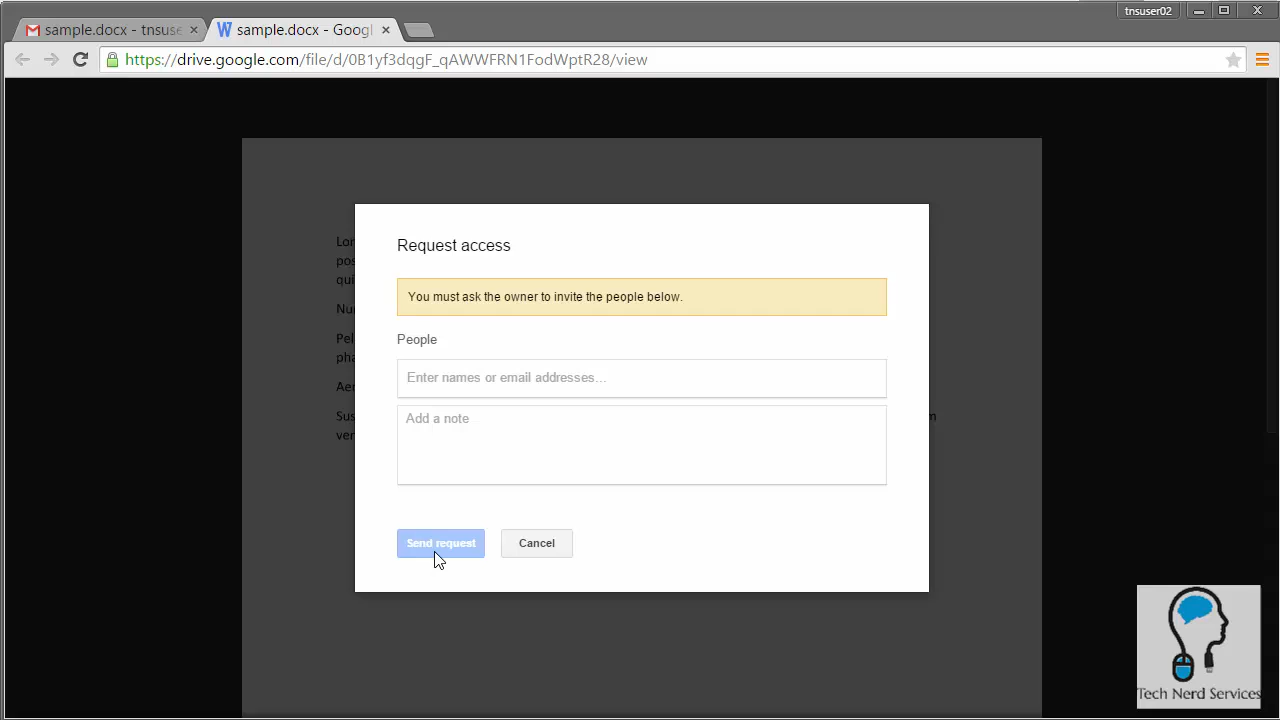 tnsuser02
sample.docx - tnsuse
sample.docx - Googl
https://drive.google.com/file/d/0B1yf3dqgF_qAWWFRN1FodWptR28/view
Request access
You must ask the owner to invite the people below.
People
Enter names or email addresses...
Add a note
Send request
Cancel
Tech Nerd Services